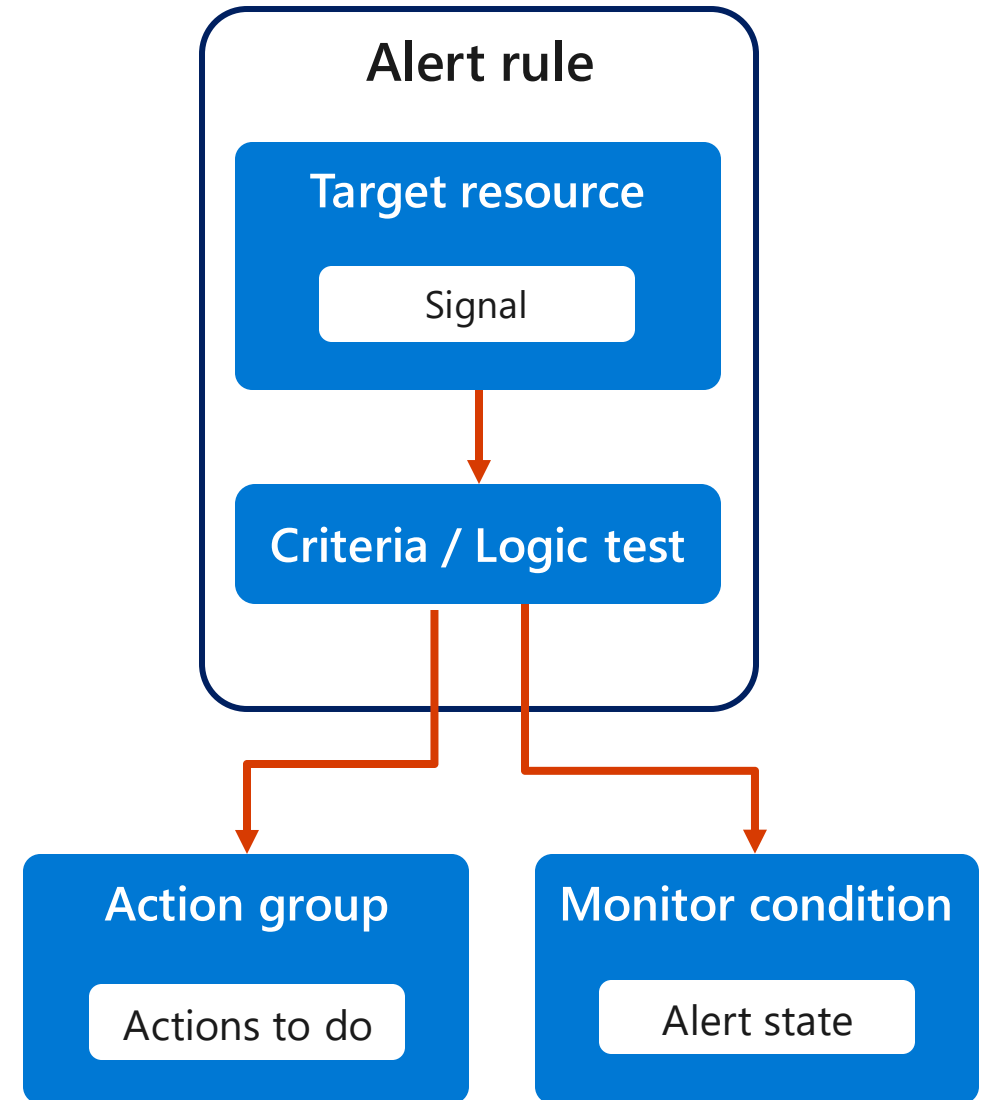 Alert rule
Target resource
Signal
Criteria / Logic test
Action group
Actions to do
Monitor condition
Alert state